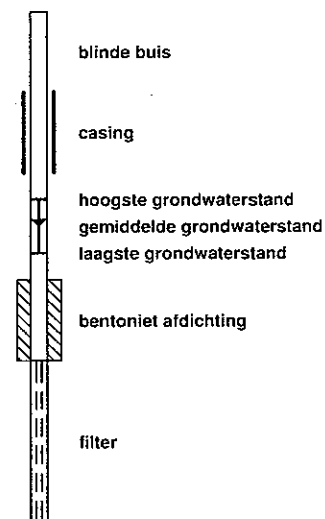 blinde buis
casing
hoogste grondwaterstand
gemiddelde grondwaterstand
laagste grondwaterstand
bentoniet afdichting
filter